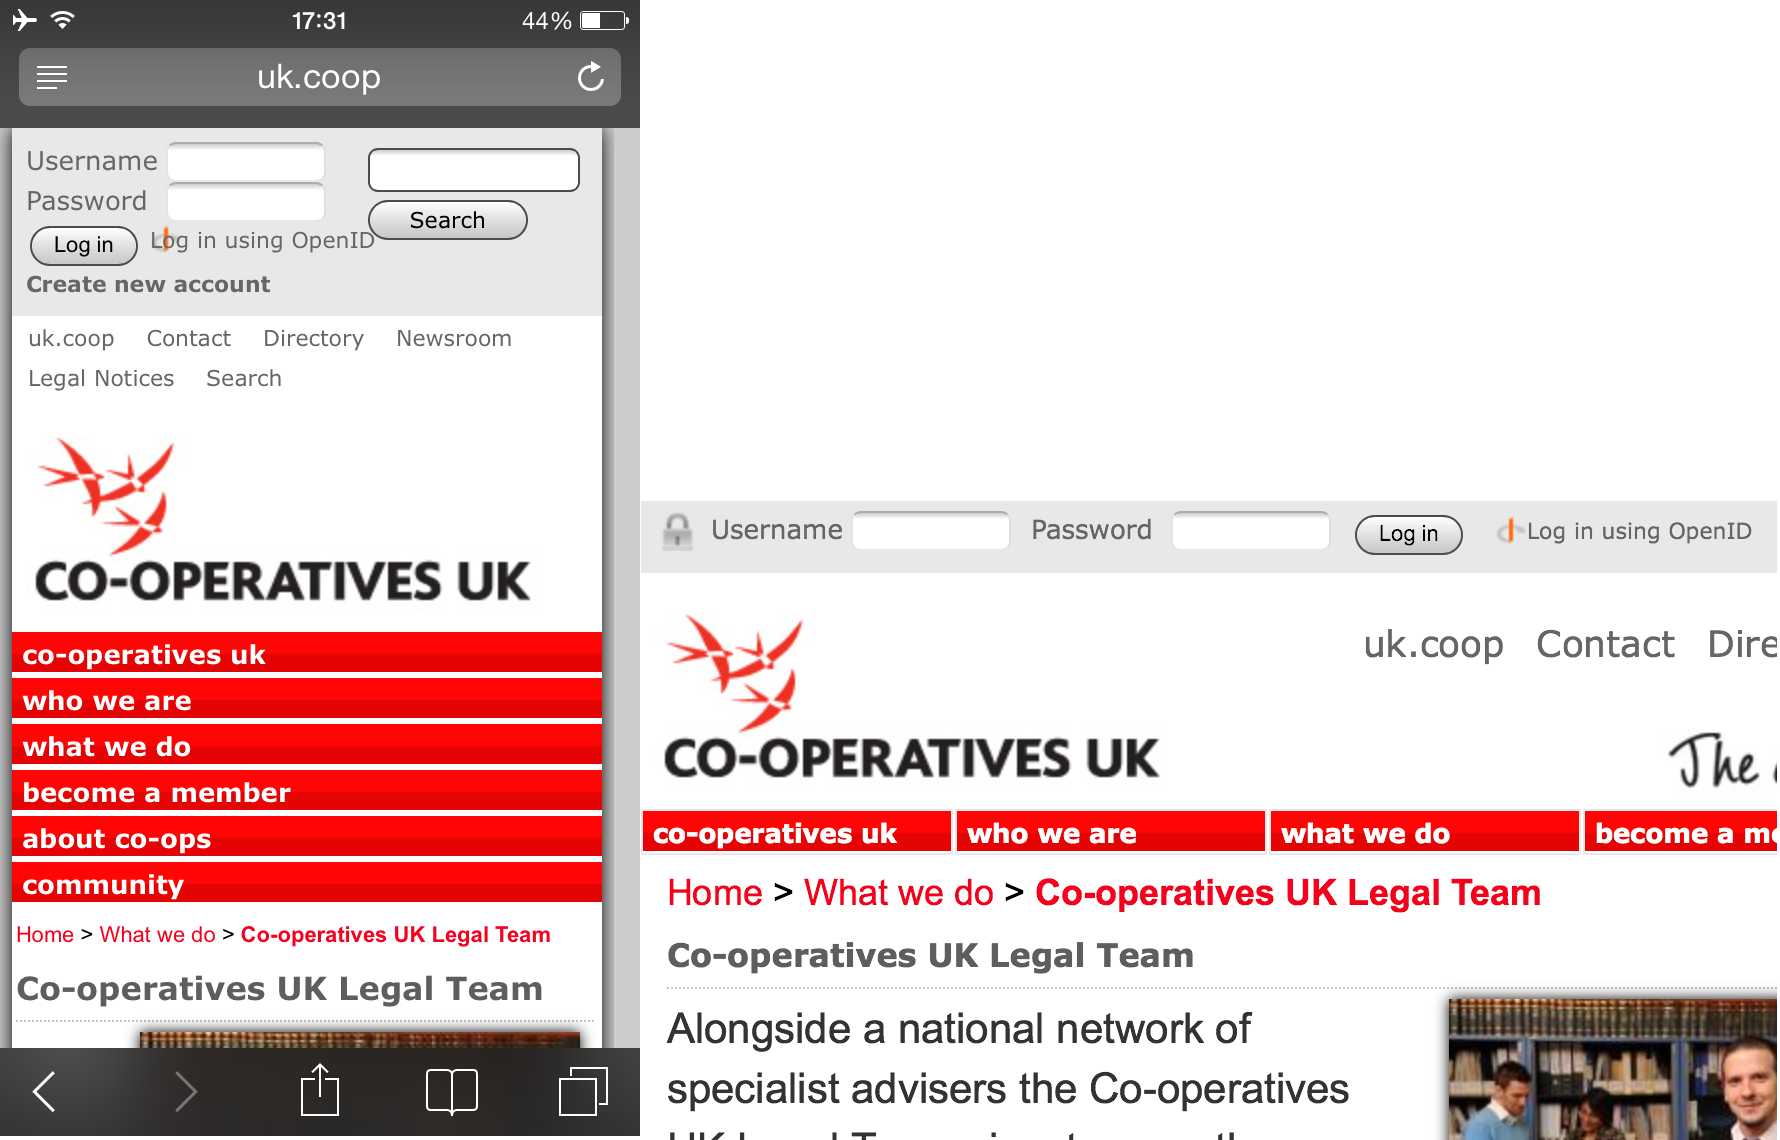 17:31
44%
uk.coop
Username
Password
Search
Log in
Log in using OpenID
Create new account
uk.coop Contact Directory Newsroom
Legal Notices Search
CO-OPERATIVES UK
co-operatives uk
who we are
what we do
become a member
about co-ops
community
Home > What we do > Co-operatives UK Legal Team
Co-operatives UK Legal Team
Username Password Log in Log in using OpenID
uk.coop Contact Dire
CO-OPERATIVES UK
The
co-operatives uk who we are what we do become a me
Home > What we do > Co-operatives UK Legal Team
Co-operatives UK Legal Team
Alongside a national network of
specialist advisers the Co-operatives